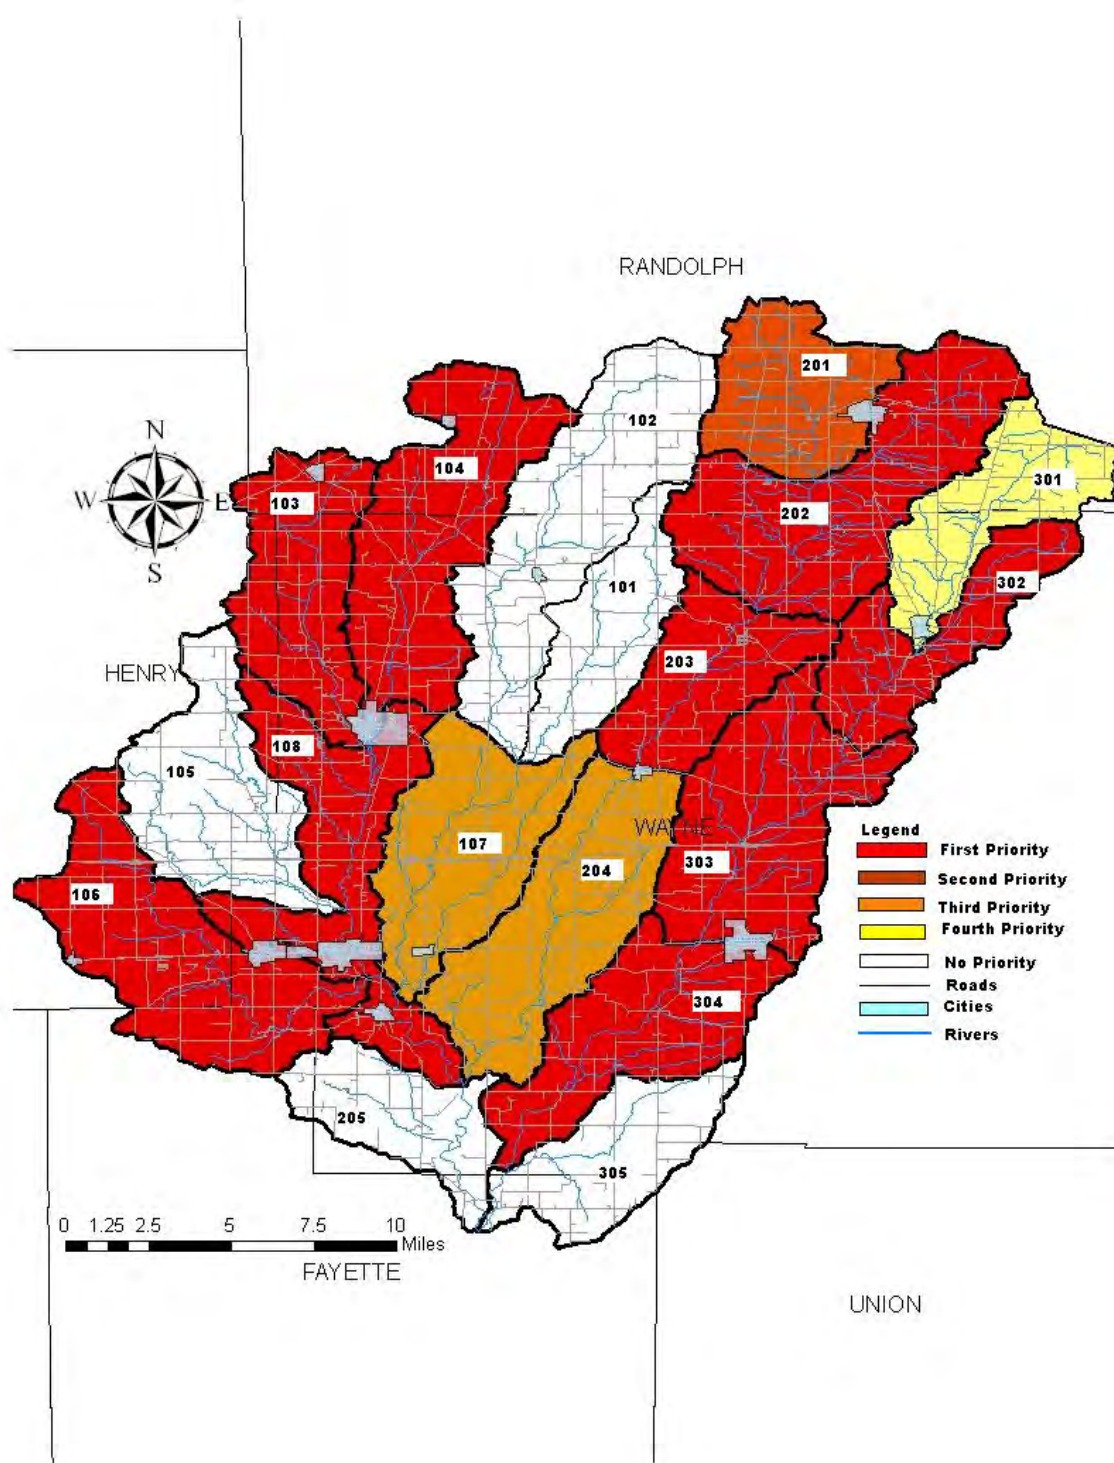 RANDOLPH
201
102
104
N
301
W
E
103
202
S
302
101
203
HENRY
108
105
Legend
WAYNE
107
First Priority
303
204
Second Priority
106
Third Priority
Fourth Priority
No Priority
Roads
304
Cities
Rivers
205
305
0 1.25 2.5 5 7.5 10
Miles
FAYETTE
UNION